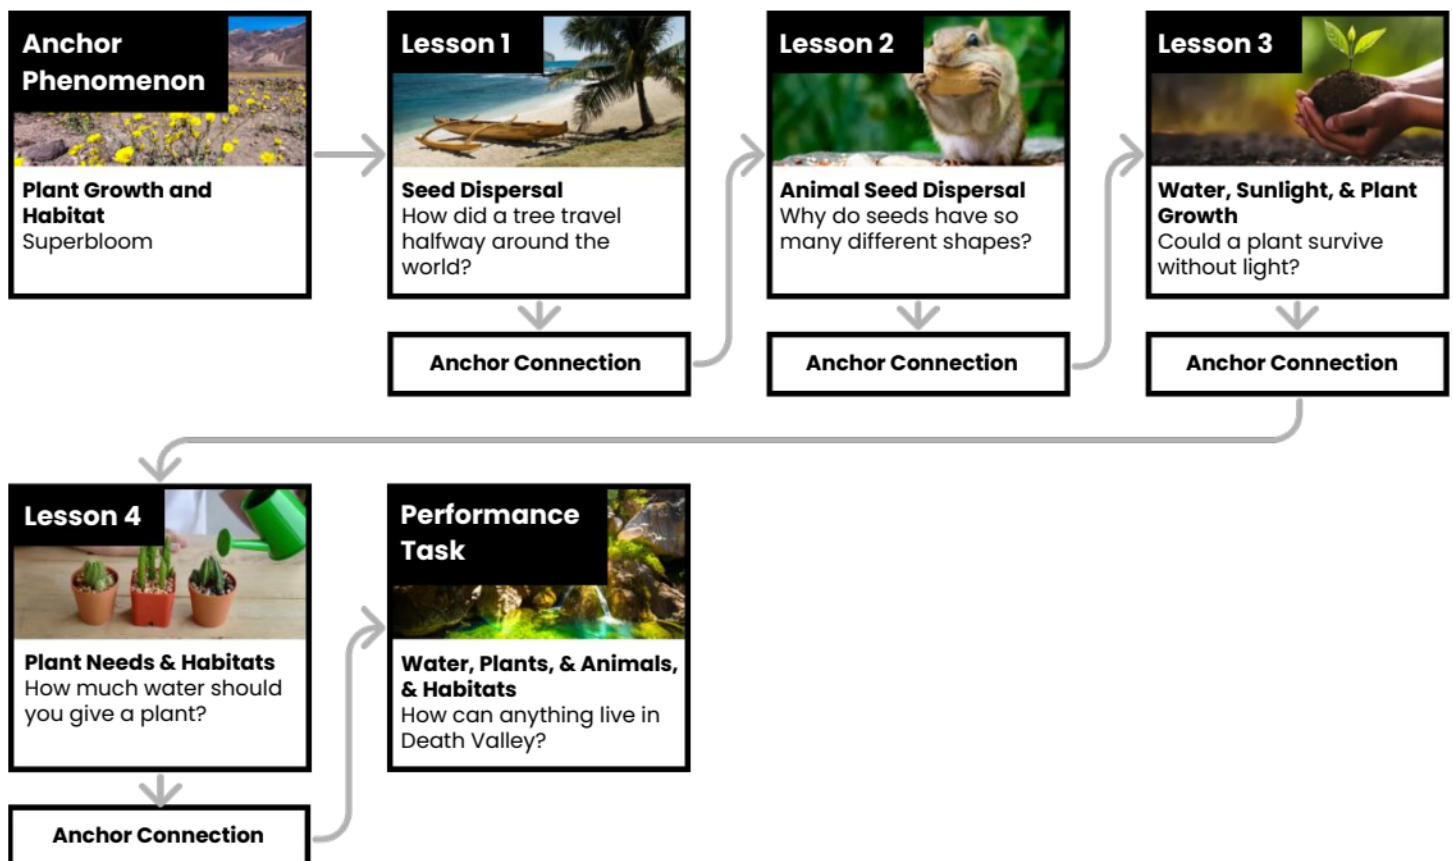 Anchor
Phenomenon
Plant Growth and
Habitat
Superbloom
Lesson 1
Seed Dispersal
How did a tree travel
halfway around the
world?
Anchor Connection
Lesson 2
Animal Seed Dispersal
Why do seeds have so
many different shapes?
Anchor Connection
Lesson 3
Water, Sunlight, & Plant
Growth
Could a plant survive
without light?
Anchor Connection
Lesson 4
Plant Needs & Habitats
How much water should
you give a plant?
Anchor Connection
Performance
Task
Water, Plants, & Animals,
& Habitats
How can anything live in
Death Valley?